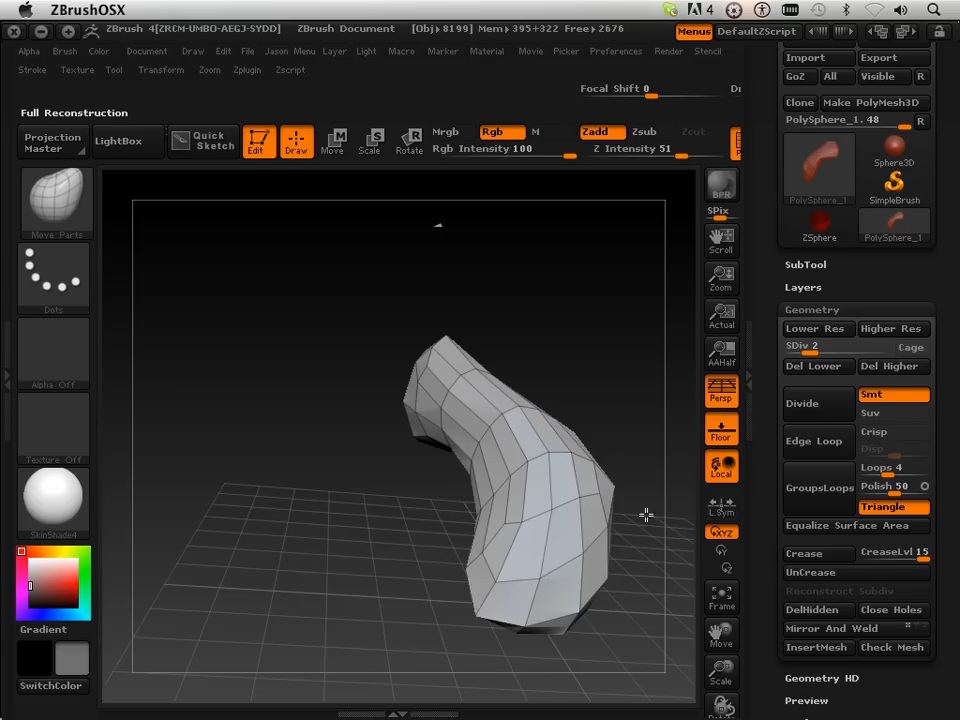 ZBrushOSX
4
ZBrush 4[ZRCM-UMBO-AEGJ-SYDD] ZBrush Document [Obj▸8199] Mem▸395+322 Free▸2676 Menus DefaultZScript
Alpha Brush Color Document Draw Edit File Jason Menu Layer Light Macro Marker Material Movie Picker Preferences Render Stencil
Stroke Texture Tool Transform Zoom Zplugin Zscript
Focal Shift 0
Full Reconstruction
Projection Master
LightBox
Quick Sketch
Edit
Draw
Move
Scale
Rotate
Mrgb Rgb M
Rgb Intensity 100
Zadd Zsub Zcut
Z Intensity 51
Move Parts
Dots
Alpha Off
Texture Off
SkinShade4
Gradient
SwitchColor
BPR
SPix
Scroll
Zoom
Actual
AAHalf
Persp
Floor
Local
L.Sym
XYZ
Frame
Move
Scale
Rotate
Import Export
GoZ All Visible R
Clone Make PolyMesh3D
PolySphere_1. 48 R
PolySphere_1
Sphere3D
SimpleBrush
ZSphere
PolySphere_1
SubTool
Layers
Geometry
Lower Res Higher Res
SDiv 2 Cage
Del Lower Del Higher
Divide
Smt
Suv
Edge Loop
Crisp
Disp
GroupsLoops
Loops 4
Polish 50
Triangle
Equalize Surface Area
Crease CreaseLvl 15
UnCrease
Reconstruct Subdiv
DelHidden Close Holes
Mirror And Weld
InsertMesh Check Mesh
Geometry HD
Preview